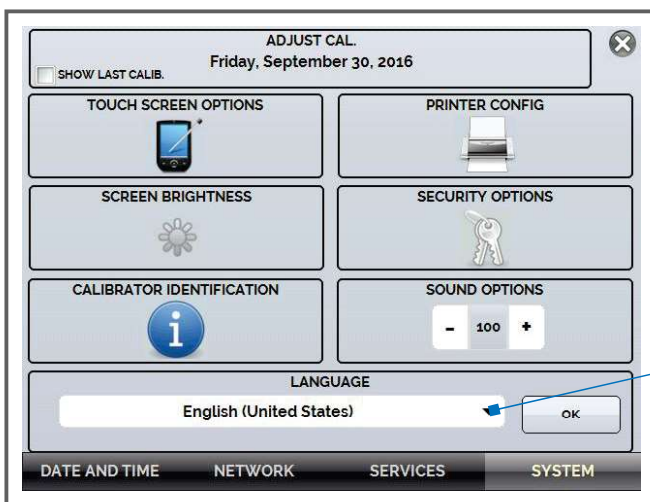 ADJUST CAL.
Friday, September 30, 2016
SHOW LAST CALIB.
TOUCH SCREEN OPTIONS
PRINTER CONFIG
SCREEN BRIGHTNESS
SECURITY OPTIONS
CALIBRATOR IDENTIFICATION
SOUND OPTIONS
i
- 100 +
LANGUAGE
English (United States)
OK
DATE AND TIME NETWORK SERVICES SYSTEM